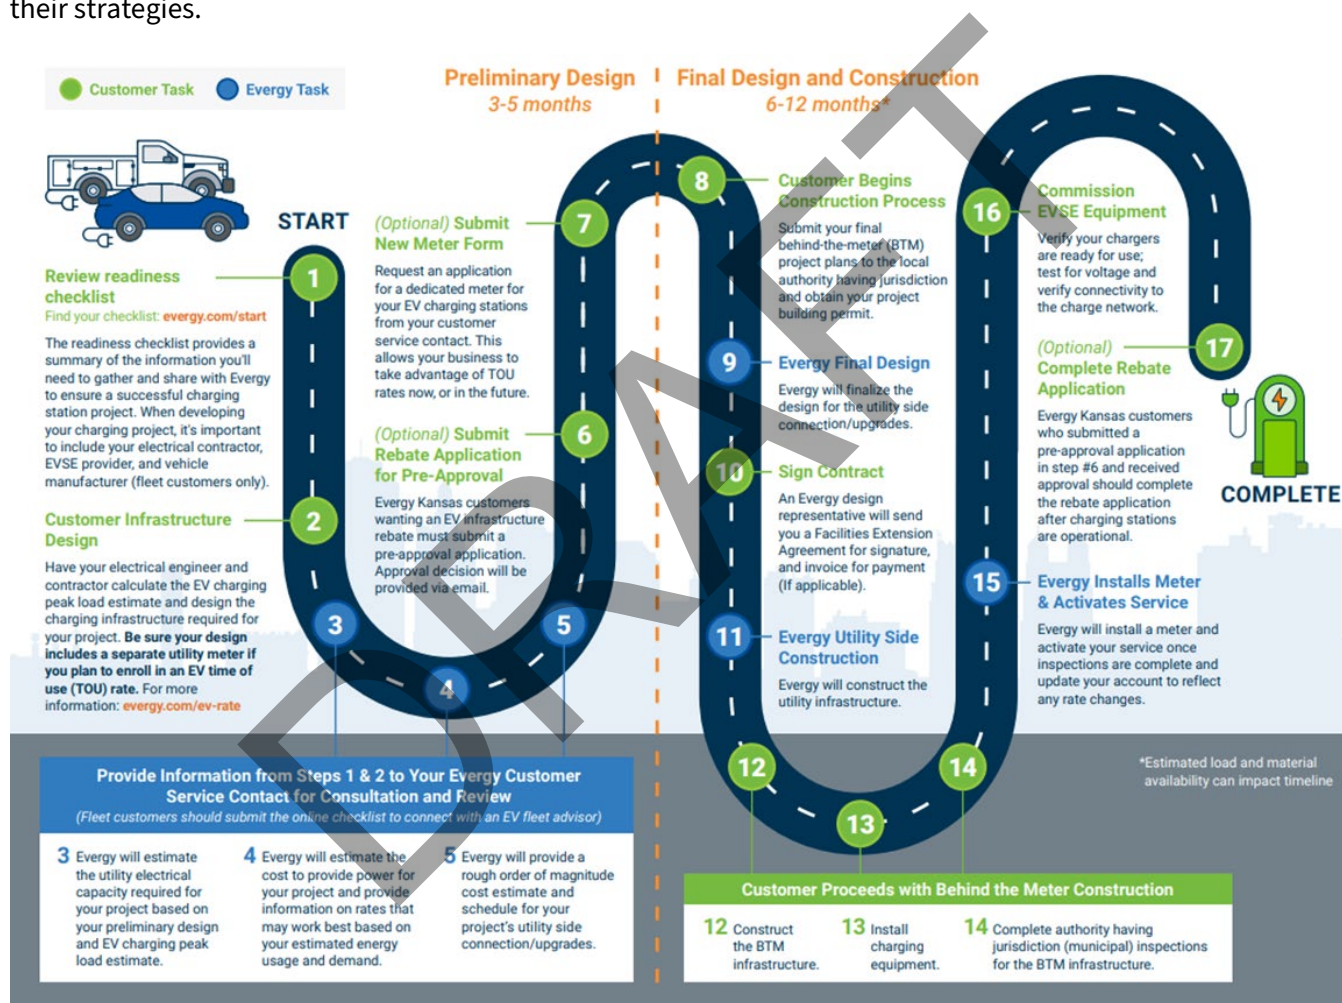 their strategies.
Customer Task
Evergy Task
Preliminary Design
3-5 months
Final Design and Construction
6-12 months*
START
1
Review readiness
checklist
Find your checklist: evergy.com/start
The readiness checklist provides a
summary of the information you'll
need to gather and share with Evergy
to ensure a successful charging
station project. When developing
your charging project, it's important
to include your electrical contractor,
EVSE provider, and vehicle
manufacturer (fleet customers only).
2
Customer Infrastructure
Design
Have your electrical engineer and
contractor calculate the EV charging
peak load estimate and design the
charging infrastructure required for
your project. Be sure your design
includes a separate utility meter if
you plan to enroll in an EV time of
use (TOU) rate. For more
information: evergy.com/ev-rate
3
4
5
Provide Information from Steps 1 & 2 to Your Evergy Customer
Service Contact for Consultation and Review
(Fleet customers should submit the online checklist to connect with an EV fleet advisor)
3 Evergy will estimate
the utility electrical
capacity required for
your project based on
your preliminary design
and EV charging peak
load estimate.
4 Evergy will estimate the
cost to provide power for
your project and provide
information on rates that
may work best based on
your estimated energy
usage and demand.
5 Evergy will provide a
rough order of magnitude
cost estimate and
schedule for your
project's utility side
connection/upgrades.
(Optional) Submit
Rebate Application
for Pre-Approval
6
Evergy Kansas customers
wanting an EV infrastructure
rebate must submit a
pre-approval application.
Approval decision will be
provided via email.
(Optional) Submit
New Meter Form
7
Request an application
for a dedicated meter for
your EV charging stations
from your customer
service contact. This
allows your business to
take advantage of TOU
rates now, or in the future.
8
Customer Begins
Construction Process
Submit your final
behind-the-meter (BTM)
project plans to the local
authority having jurisdiction
and obtain your project
building permit.
9
Evergy Final Design
Evergy will finalize the
design for the utility side
connection/upgrades.
10
Sign Contract
An Evergy design
representative will send
you a Facilities Extension
Agreement for signature,
and invoice for payment
(If applicable).
11
Evergy Utility Side
Construction
Evergy will construct the
utility infrastructure.
12
13
14
Customer Proceeds with Behind the Meter Construction
12 Construct
the BTM
infrastructure.
13 Install
charging
equipment.
14 Complete authority having
jurisdiction (municipal) inspections
for the BTM infrastructure.
15
Evergy Installs Meter
& Activates Service
Evergy will install a meter and
activate your service once
inspections are complete and
update your account to reflect
any rate changes.
16
Commission
EVSE Equipment
Verify your chargers
are ready for use;
test for voltage and
verify connectivity to
the charge network.
17
(Optional)
Complete Rebate
Application
Evergy Kansas customers
who submitted a
pre-approval application
in step #6 and received
approval should complete
the rebate application
after charging stations
are operational.
COMPLETE
*Estimated load and material
availability can impact timeline
DRAFT